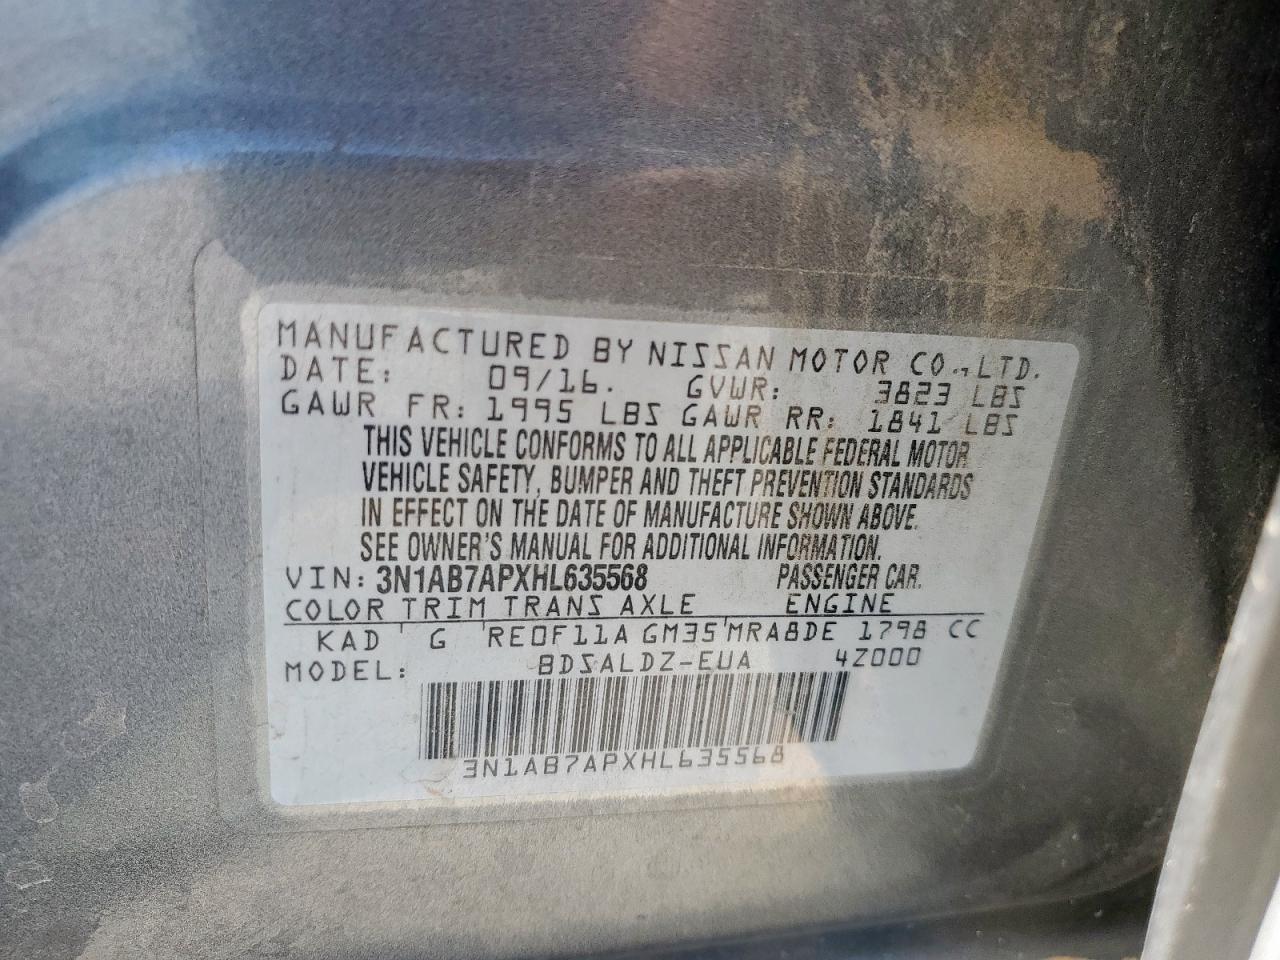 MANUFACTURED BY NISSAN MOTOR CO., LTD.
DATE: 09/16. GVWR: 3823 LBS
GAWR FR: 1995 LBS GAWR RR: 1841 LBS
THIS VEHICLE CONFORMS TO ALL APPLICABLE FEDERAL MOTOR
VEHICLE SAFETY, BUMPER AND THEFT PREVENTION STANDARDS
IN EFFECT ON THE DATE OF MANUFACTURE SHOWN ABOVE.
SEE OWNER'S MANUAL FOR ADDITIONAL INFORMATION.
VIN: 3N1AB7APXHL635568 PASSENGER CAR.
COLOR TRIM TRANS AXLE ENGINE
KAD G RE0F11A GM35 MRA8DE 1798 CC
MODEL: BDSALDZ-EUA 4Z000
3N1AB7APXHL635568